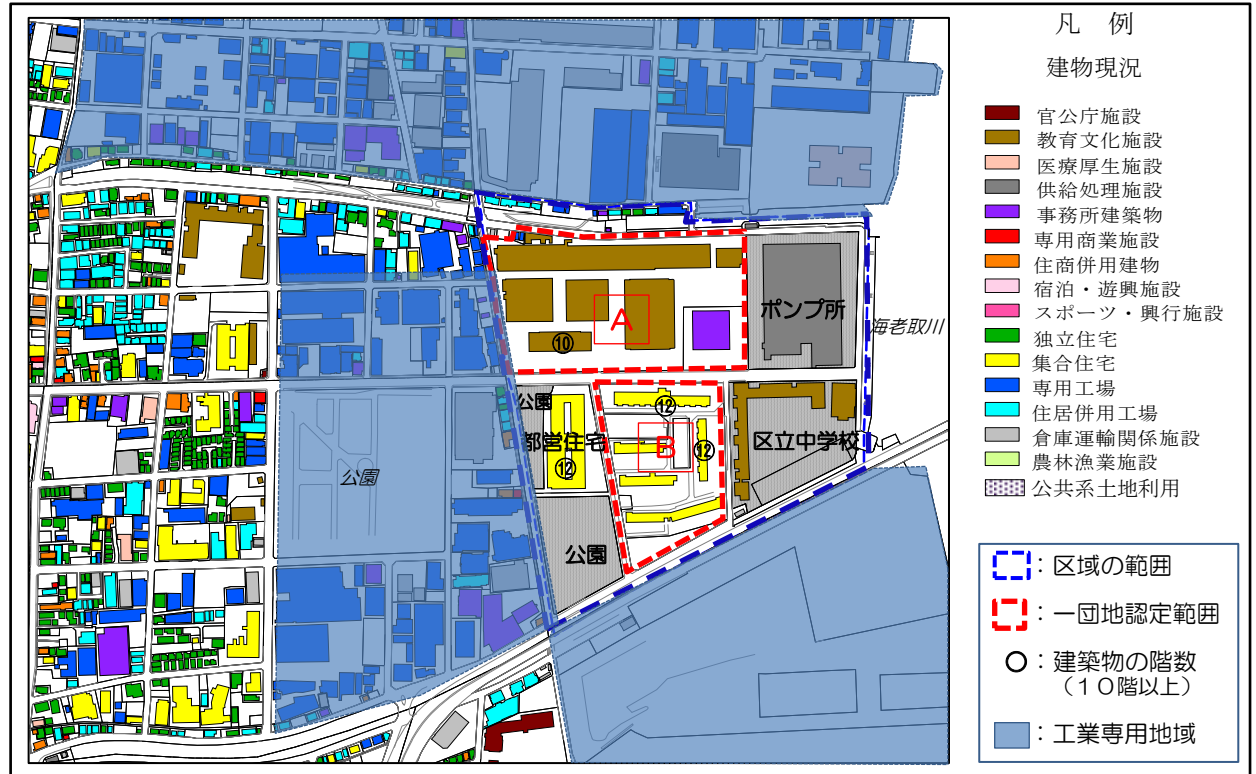 凡 例
建物現況
官公庁施設
教育文化施設
医療厚生施設
供給処理施設
事務所建築物
専用商業施設
住商併用建物
宿泊・遊興施設
スポーツ・興行施設
独立住宅
集合住宅
専用工場
住居併用工場
倉庫運輸関係施設
農林漁業施設
公共系土地利用
:区域の範囲
:一団地認定範囲
:建築物の階数
(10階以上)
:工業専用地域
A
ポンプ所
海老取川
⑩
公園
⑫
都営住宅
B
⑫
区立中学校
⑫
公園
公園